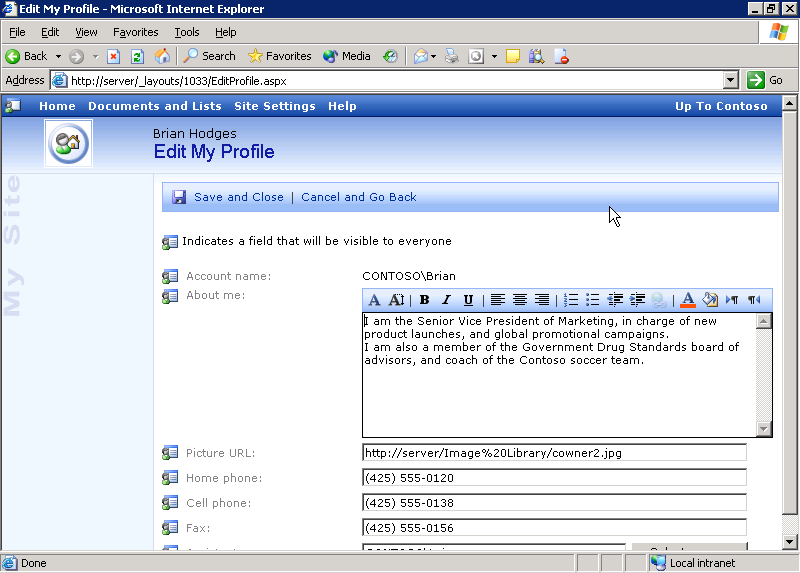 Edit My Profile - Microsoft Internet Explorer
File Edit View Favorites Tools Help
Back Search Favorites Media
Address http://server/_layouts/1033/EditProfile.aspx Go
Home Documents and Lists Site Settings Help Up To Contoso
Brian Hodges
Edit My Profile
My Site
Save and Close | Cancel and Go Back
Indicates a field that will be visible to everyone
Account name: CONTOSO\Brian
About me:
A A B I U A
I am the Senior Vice President of Marketing, in charge of new
product launches, and global promotional campaigns.
I am also a member of the Government Drug Standards board of
advisors, and coach of the Contoso soccer team.
Picture URL: http://server/Image%20Library/cowner2.jpg
Home phone: (425) 555-0120
Cell phone: (425) 555-0138
Fax: (425) 555-0156
Done Local intranet